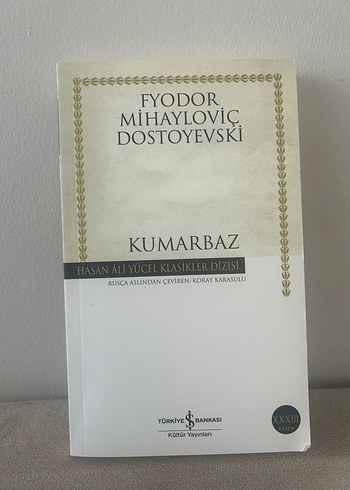 FYODOR
MİHAYLOVİÇ
DOSTOYEVSKİ
KUMARBAZ
HASAN ÂLİ YÜCEL KLASİKLER DİZİSİ
RUSÇA ASLINDAN ÇEVİREN: KORAY KARASULU
TÜRKİYE İŞ BANKASI
Kültür Yayınları
XXXIII